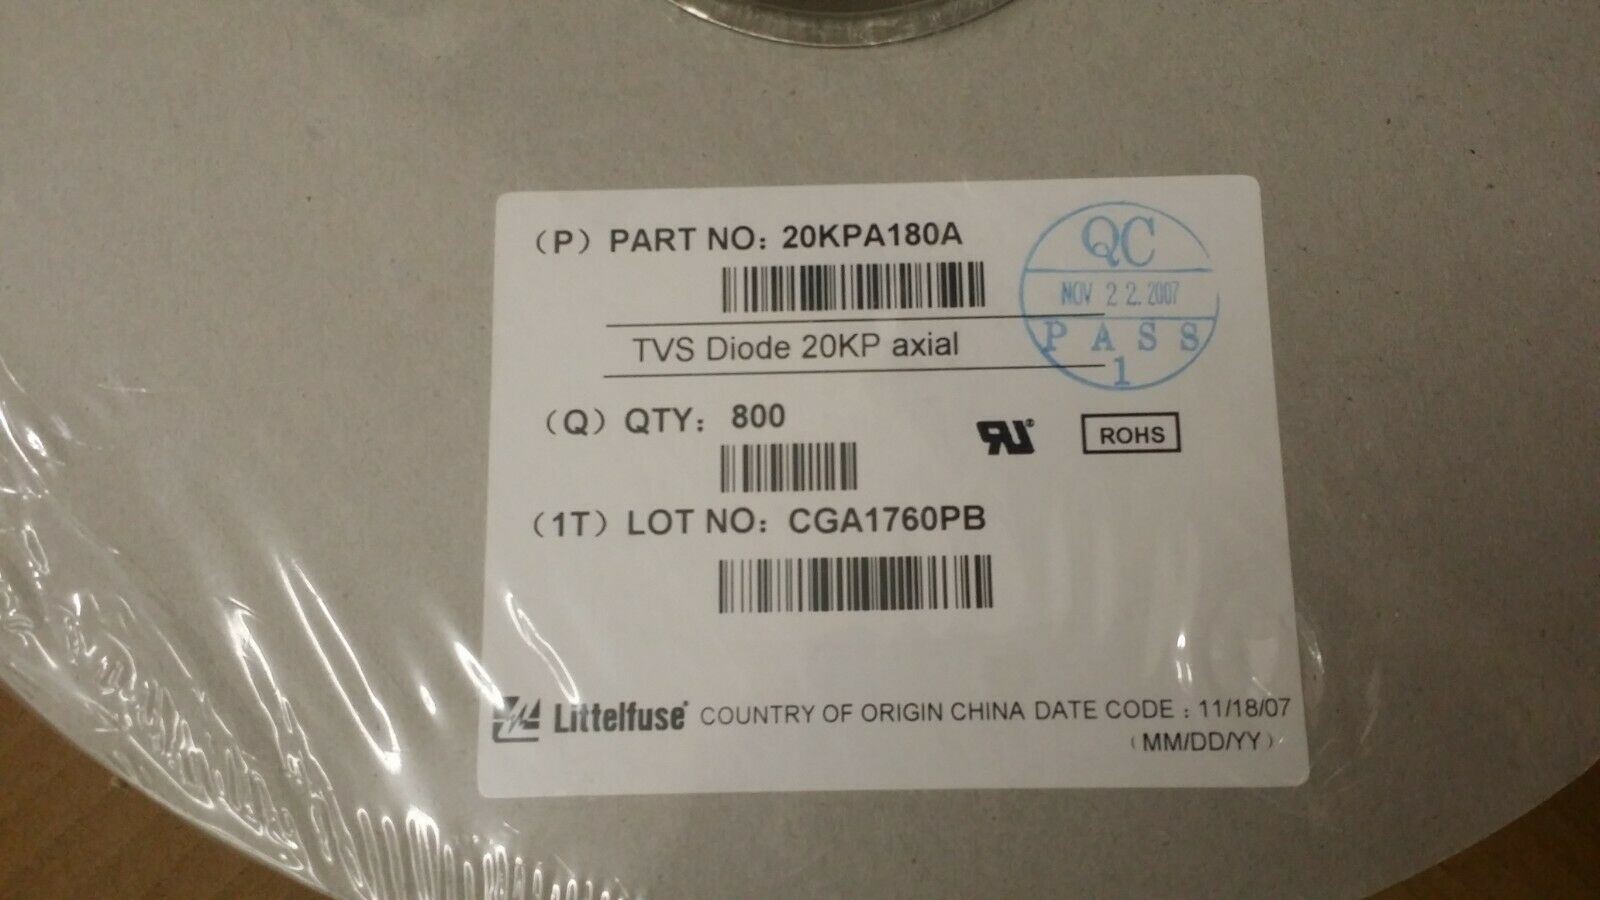 (P) PART NO: 20KPA180A
TVS Diode 20KP axial
QC
NOV 22.2007
PASS
1
(Q) QTY: 800
RU®
ROHS
(1T) LOT NO: CGA1760PB
Littelfuse® COUNTRY OF ORIGIN CHINA DATE CODE : 11/18/07
(MM/DD/YY)